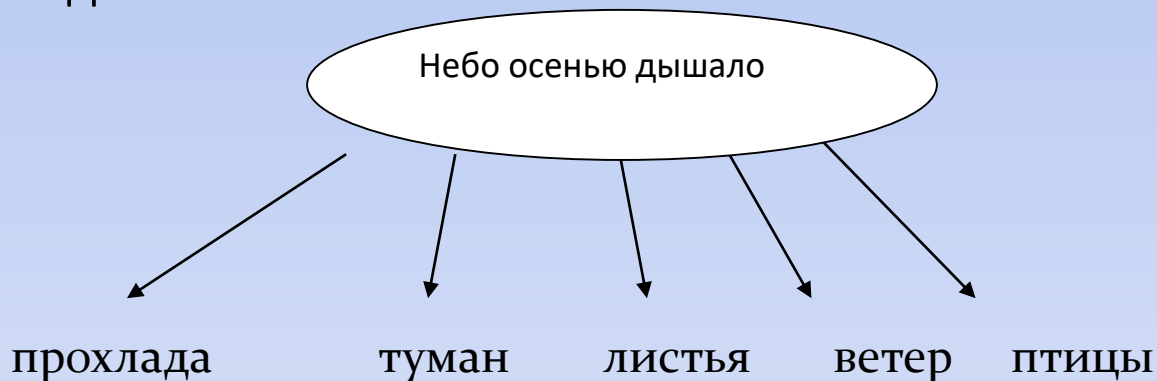 Небо осенью дышало
прохлада туман листья ветер птицы